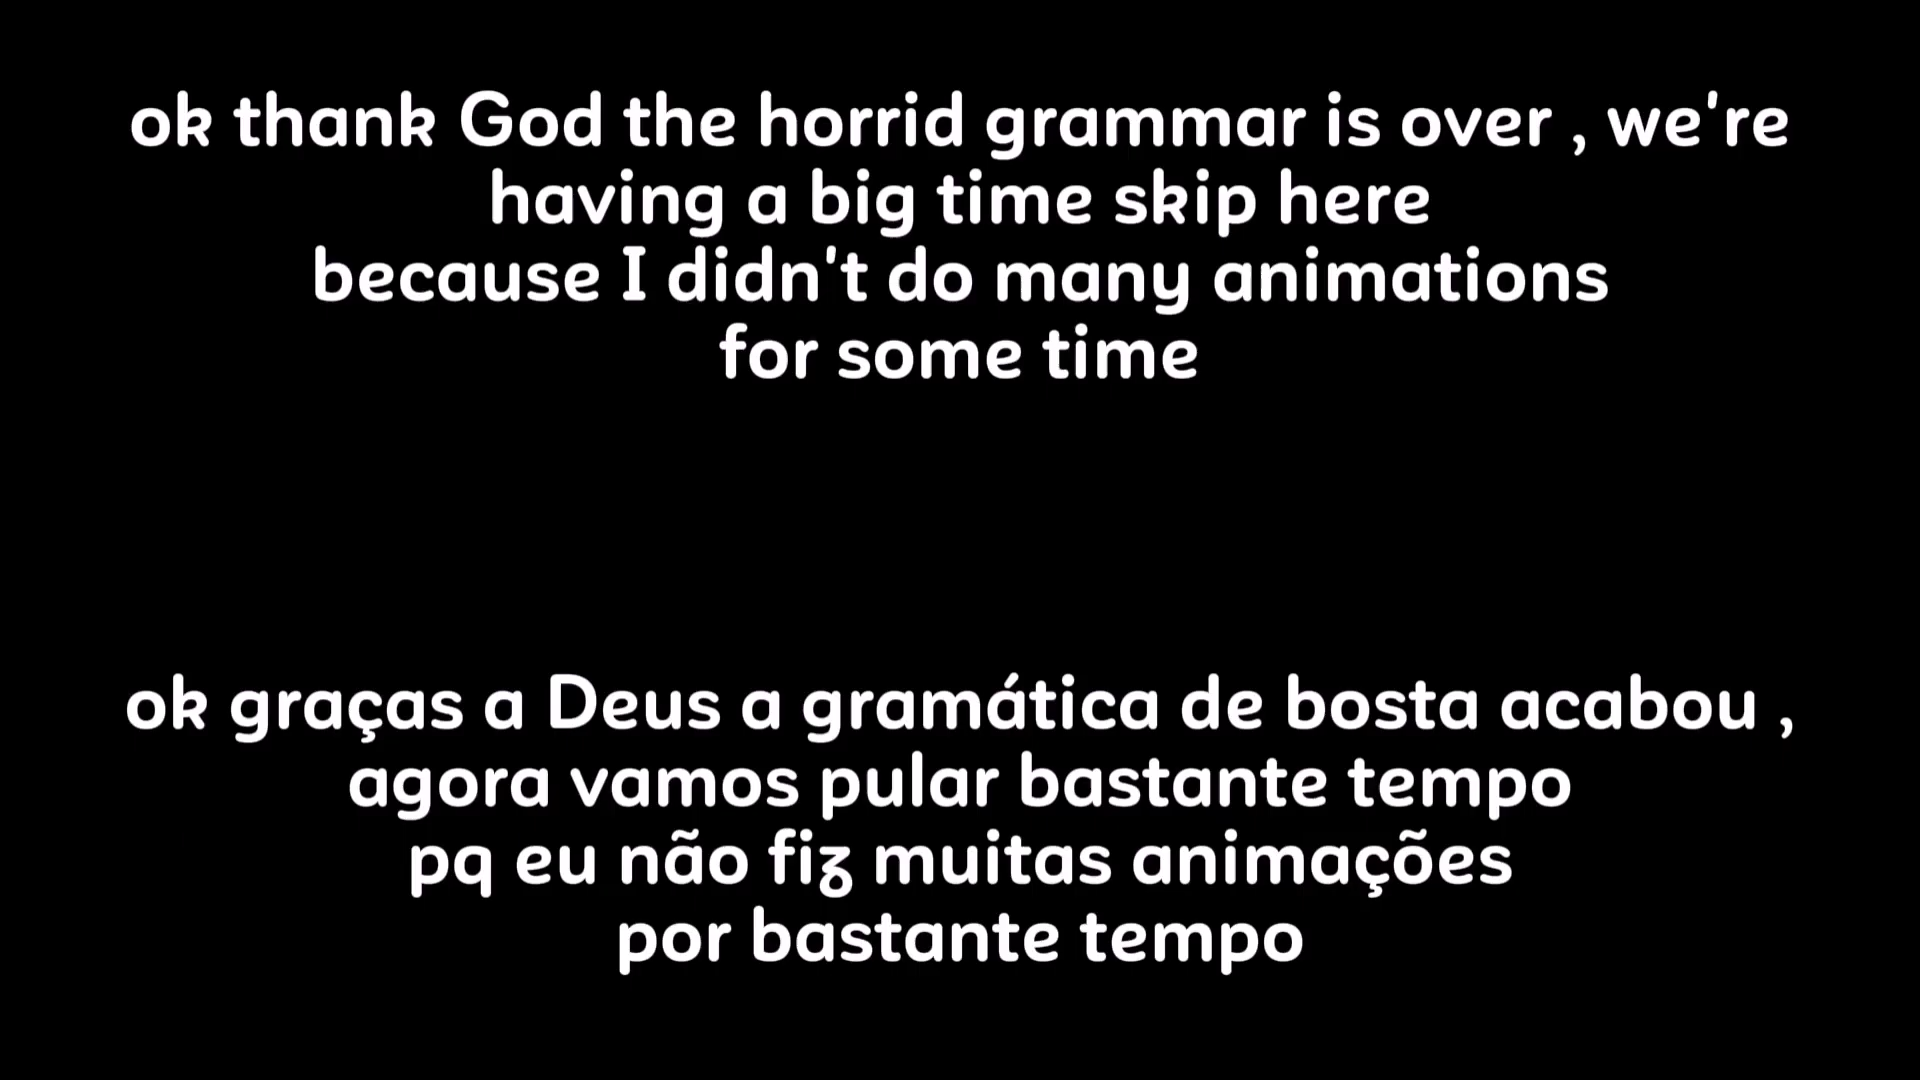 ok thank God the horrid grammar is over , we're
having a big time skip here
because I didn't do many animations
for some time
ok graças a Deus a gramática de bosta acabou ,
agora vamos pular bastante tempo
pq eu não fiz muitas animações
por bastante tempo